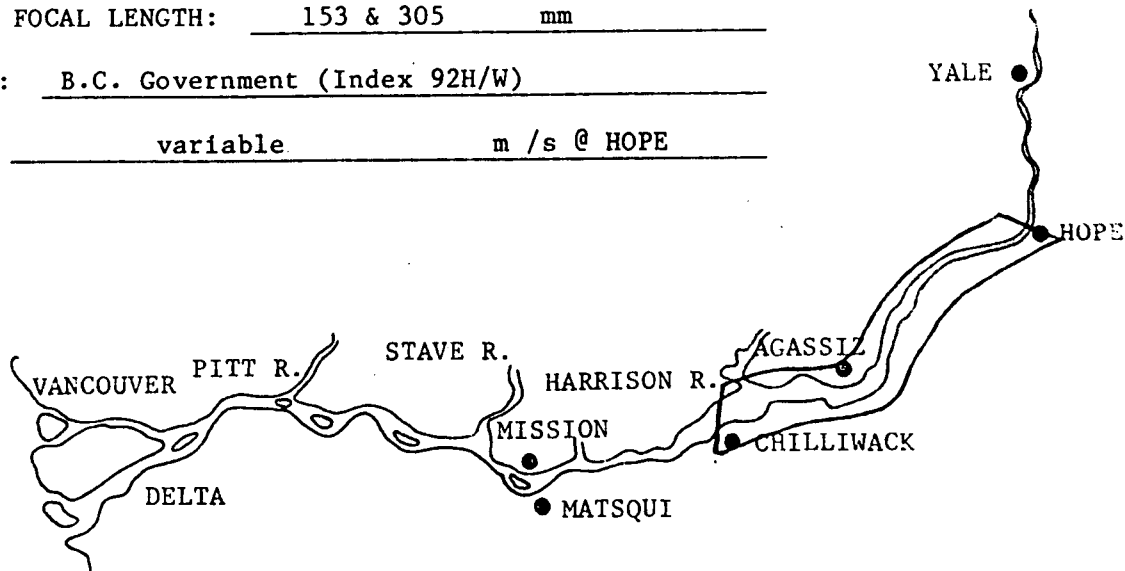 FOCAL LENGTH: 153 & 305 mm
: B.C. Government (Index 92H/W)
variable m /s @ HOPE
YALE
HOPE
AGASSIZ
STAVE R.
PITT R.
VANCOUVER
HARRISON R.
MISSION
CHILLIWACK
DELTA
MATSQUI